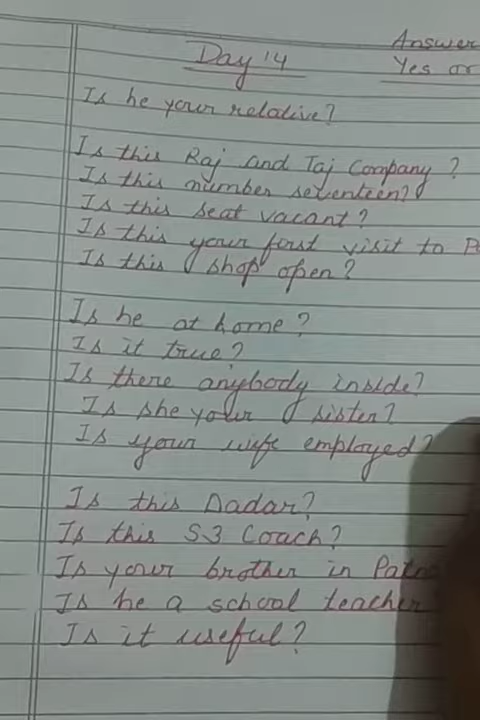 Day 14
Answer
Yes or
Is he your relative?
Is this Raj and Taj Company?
Is this number seventeen?
Is this seat vacant?
Is this your first visit to
Is this shop open?
Is he at home?
Is it true?
Is there anybody inside?
Is she your sister?
Is your wife employed?
Is this Dadar?
Is this S3 Coach?
Is your brother in
Is he a school teacher
Is it useful?